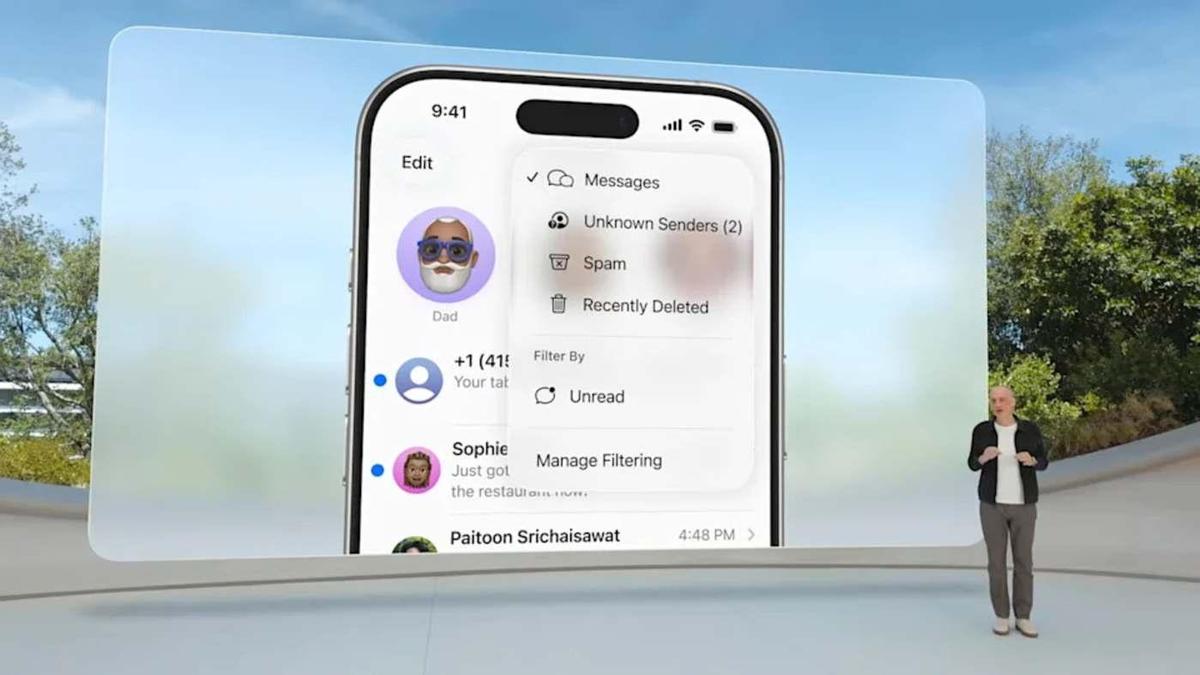 9:41
Edit
Messages
Unknown Senders (2)
Spam
Recently Deleted
Dad
Filter By
+1 (415
Your tab
Unread
Sophie
Just got
the restaurant now.
Manage Filtering
Paitoon Srichaisawat
4:48 PM